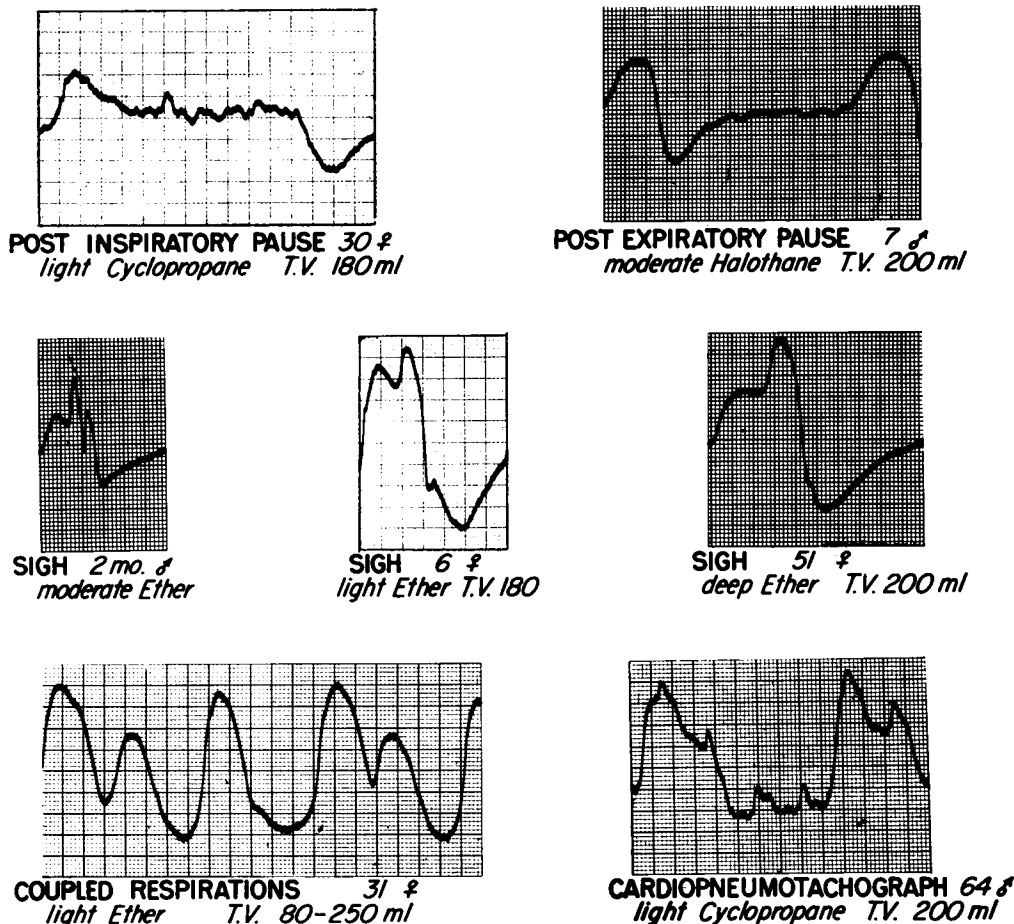 POST INSPIRATORY PAUSE 30 ♀
light Cyclopropane T.V. 180 ml
POST EXPIRATORY PAUSE 7 ♂
moderate Halothane T.V. 200 ml
SIGH 2 mo. ♂
moderate Ether
SIGH 6 ♀
light Ether T.V. 180
SIGH 51 ♀
deep Ether T.V. 200 ml
COUPLED RESPIRATIONS 31 ♀
light Ether T.V. 80-250 ml
CARDIOPNEUMOTACHOGRAPH 64 ♂
light Cyclopropane T.V. 200 ml